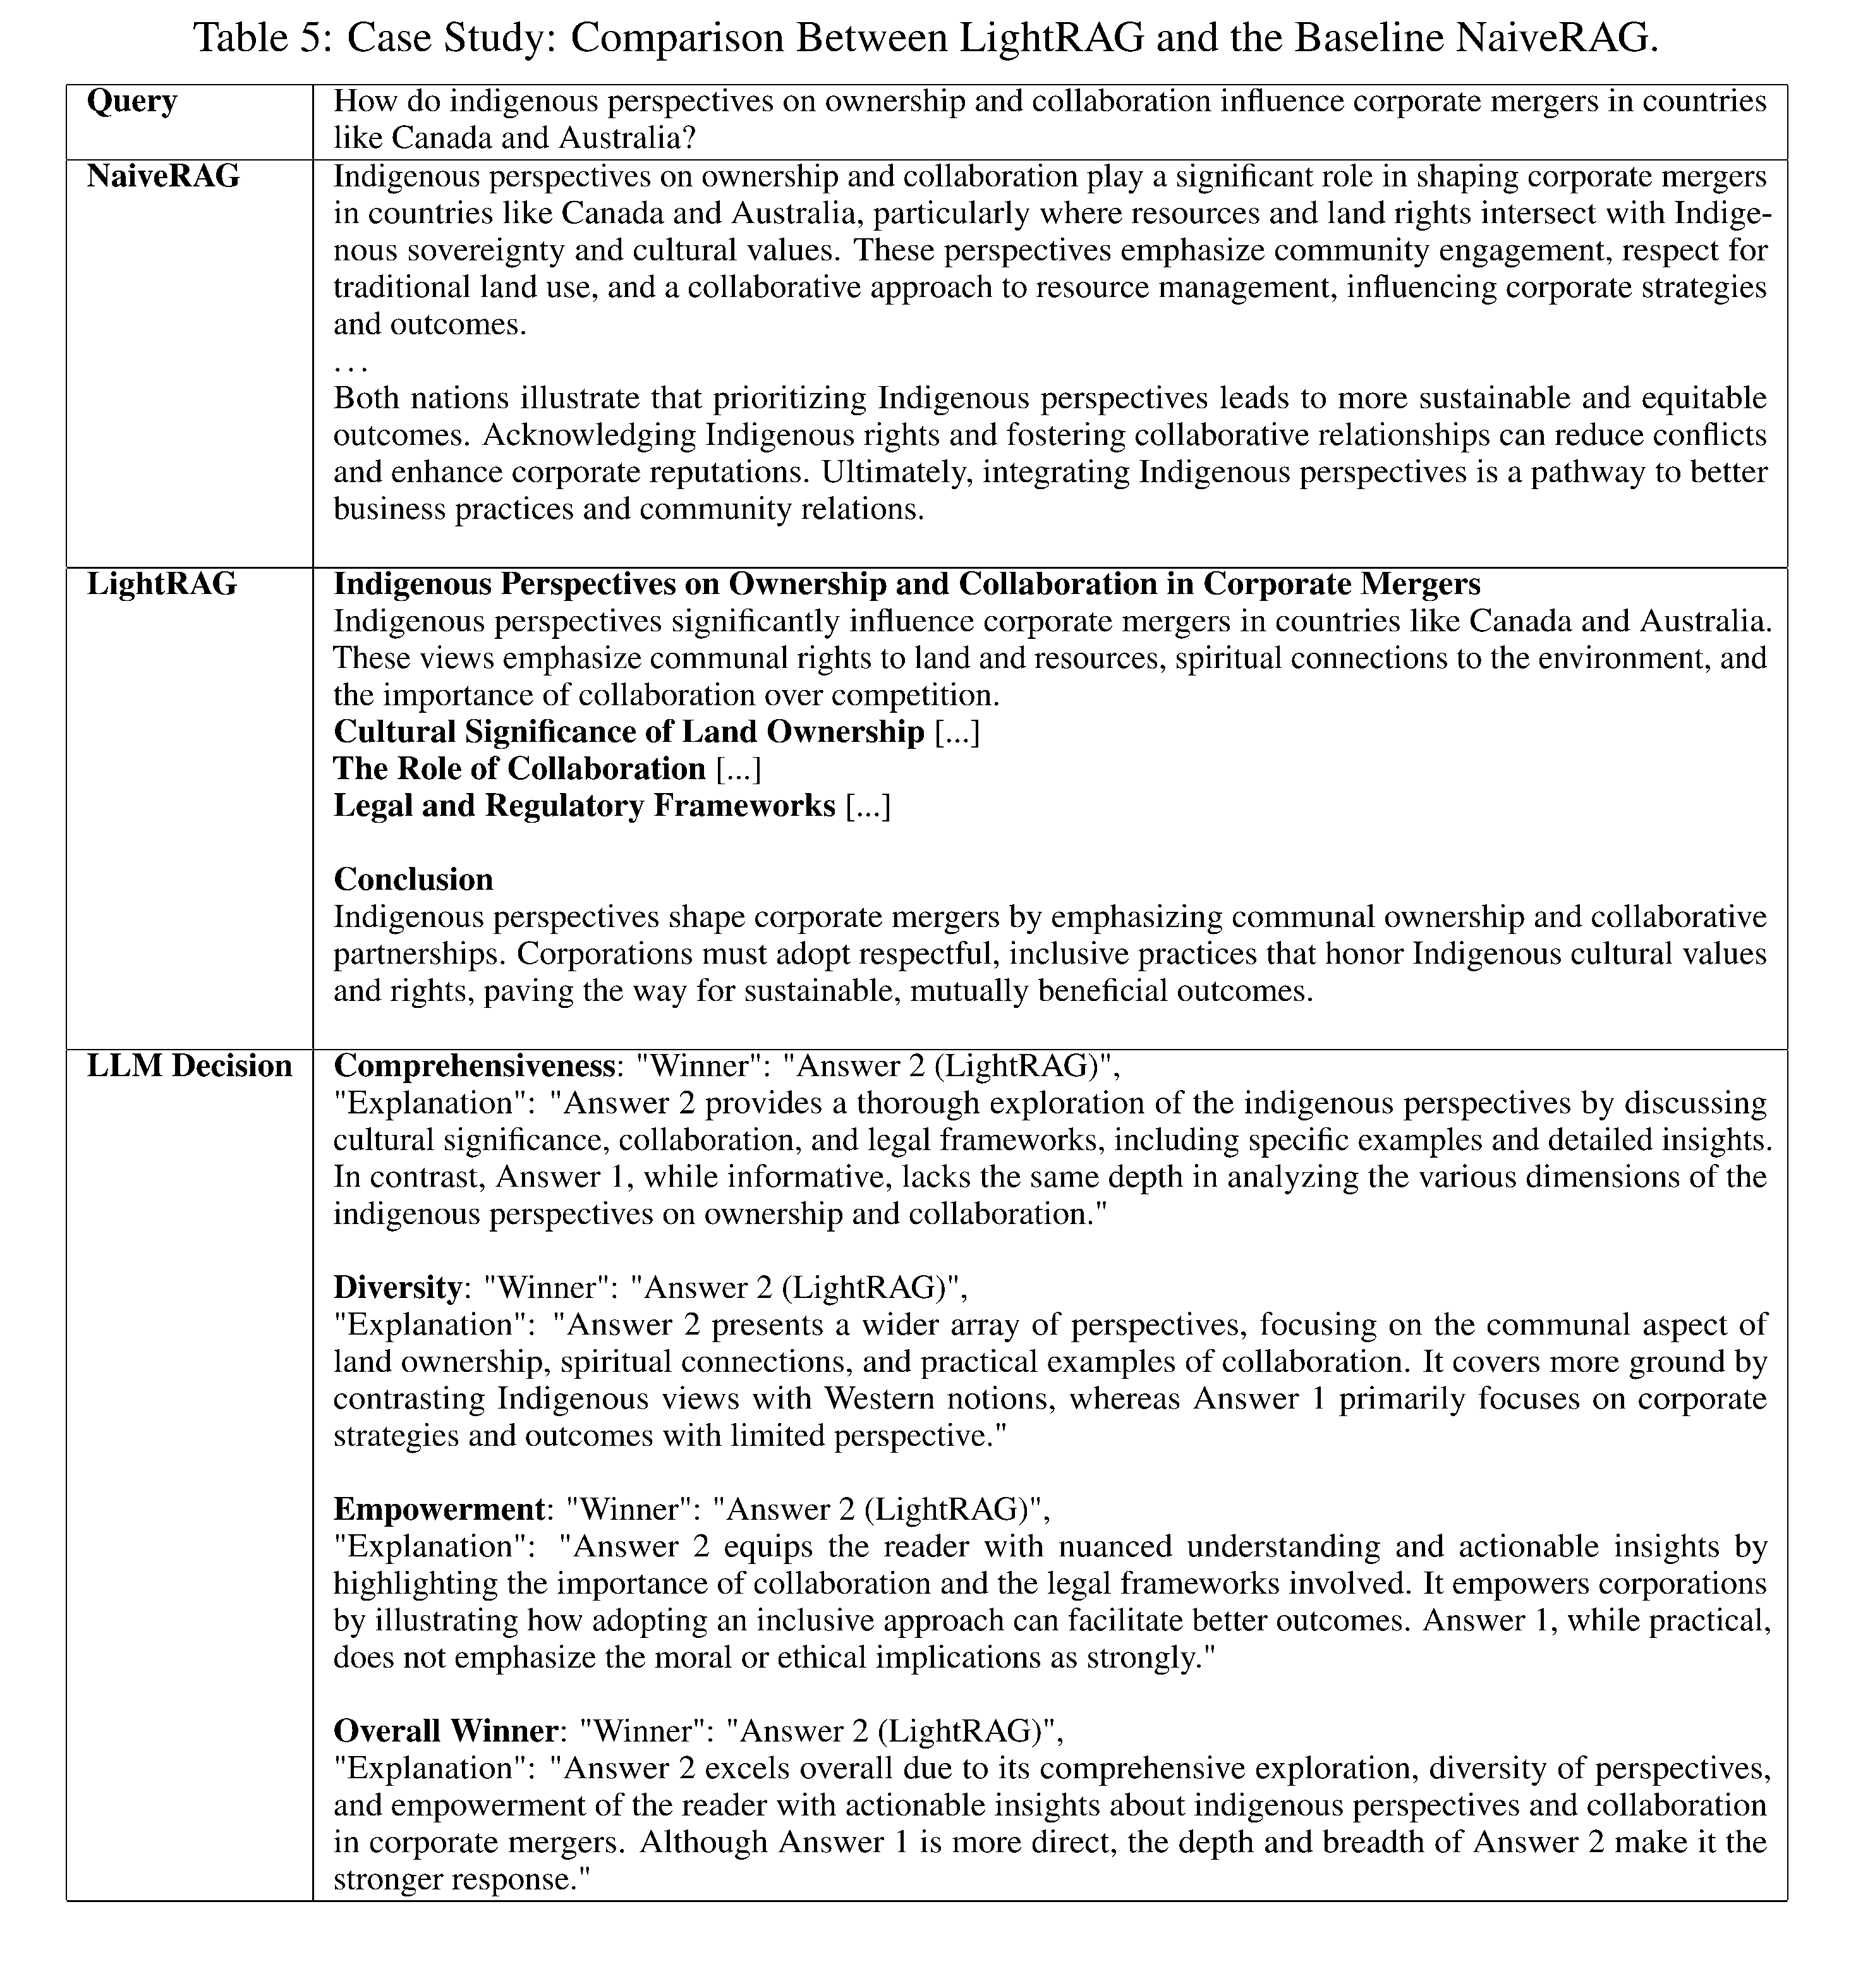 Table 5: Case Study: Comparison Between LightRAG and the Baseline NaiveRAG.
Query
How do indigenous perspectives on ownership and collaboration influence corporate mergers in countries
like Canada and Australia?
NaiveRAG
Indigenous perspectives on ownership and collaboration play a significant role in shaping corporate mergers
in countries like Canada and Australia, particularly where resources and land rights intersect with Indige-
nous sovereignty and cultural values. These perspectives emphasize community engagement, respect for
traditional land use, and a collaborative approach to resource management, influencing corporate strategies
and outcomes.
...
Both nations illustrate that prioritizing Indigenous perspectives leads to more sustainable and equitable
outcomes. Acknowledging Indigenous rights and fostering collaborative relationships can reduce conflicts
and enhance corporate reputations. Ultimately, integrating Indigenous perspectives is a pathway to better
business practices and community relations.
LightRAG
Indigenous Perspectives on Ownership and Collaboration in Corporate Mergers
Indigenous perspectives significantly influence corporate mergers in countries like Canada and Australia.
These views emphasize communal rights to land and resources, spiritual connections to the environment, and
the importance of collaboration over competition.
Cultural Significance of Land Ownership [...]
The Role of Collaboration [...]
Legal and Regulatory Frameworks [...]
Conclusion
Indigenous perspectives shape corporate mergers by emphasizing communal ownership and collaborative
partnerships. Corporations must adopt respectful, inclusive practices that honor Indigenous cultural values
and rights, paving the way for sustainable, mutually beneficial outcomes.
LLM Decision
Comprehensiveness: "Winner": "Answer 2 (LightRAG)",
"Explanation": "Answer 2 provides a thorough exploration of the indigenous perspectives by discussing
cultural significance, collaboration, and legal frameworks, including specific examples and detailed insights.
In contrast, Answer 1, while informative, lacks the same depth in analyzing the various dimensions of the
indigenous perspectives on ownership and collaboration."
Diversity: "Winner": "Answer 2 (LightRAG)",
"Explanation": "Answer 2 presents a wider array of perspectives, focusing on the communal aspect of
land ownership, spiritual connections, and practical examples of collaboration. It covers more ground by
contrasting Indigenous views with Western notions, whereas Answer 1 primarily focuses on corporate
strategies and outcomes with limited perspective."
Empowerment: "Winner": "Answer 2 (LightRAG)",
"Explanation": "Answer 2 equips the reader with nuanced understanding and actionable insights by
highlighting the importance of collaboration and the legal frameworks involved. It empowers corporations
by illustrating how adopting an inclusive approach can facilitate better outcomes. Answer 1, while practical,
does not emphasize the moral or ethical implications as strongly."
Overall Winner: "Winner": "Answer 2 (LightRAG)",
"Explanation": "Answer 2 excels overall due to its comprehensive exploration, diversity of perspectives,
and empowerment of the reader with actionable insights about indigenous perspectives and collaboration
in corporate mergers. Although Answer 1 is more direct, the depth and breadth of Answer 2 make it the
stronger response."